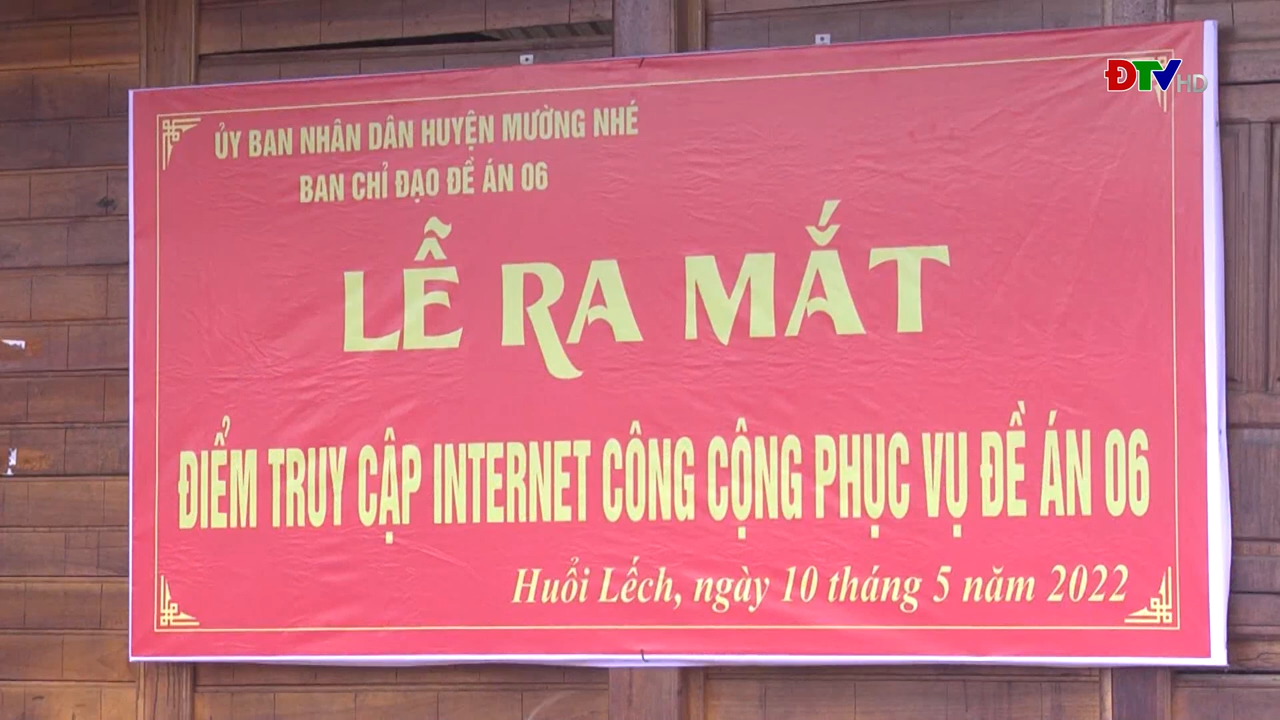 ĐTV HD
ỦY BAN NHÂN DÂN HUYỆN MƯỜNG NHÉ
BAN CHỈ ĐẠO ĐỀ ÁN 06
LỄ RA MẮT
ĐIỂM TRUY CẬP INTERNET CÔNG CỘNG PHỤC VỤ ĐỀ ÁN 06
Huổi Lếch, ngày 10 tháng 5 năm 2022